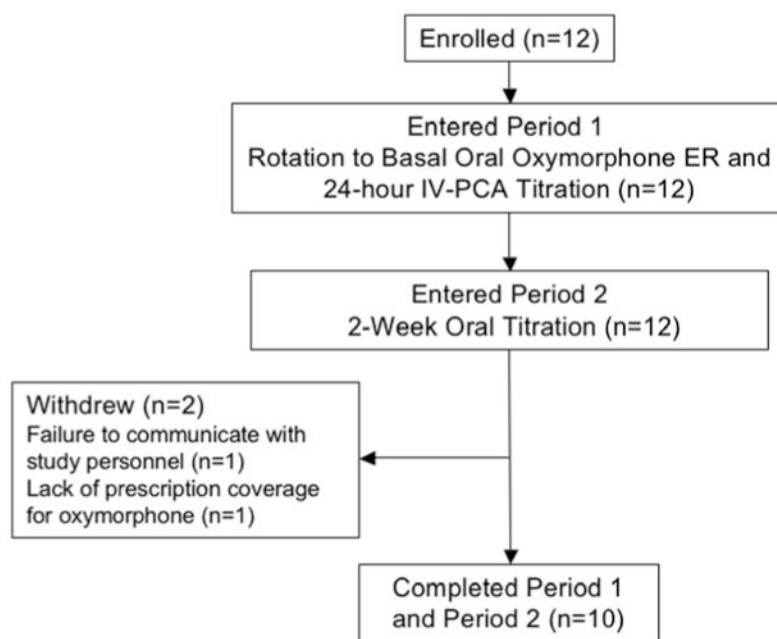 Enrolled (n=12)
Entered Period 1
Rotation to Basal Oral Oxymorphone ER and
24-hour IV-PCA Titration (n=12)
Entered Period 2
2-Week Oral Titration (n=12)
Withdrew (n=2)
Failure to communicate with
study personnel (n=1)
Lack of prescription coverage
for oxymorphone (n=1)
Completed Period 1
and Period 2 (n=10)